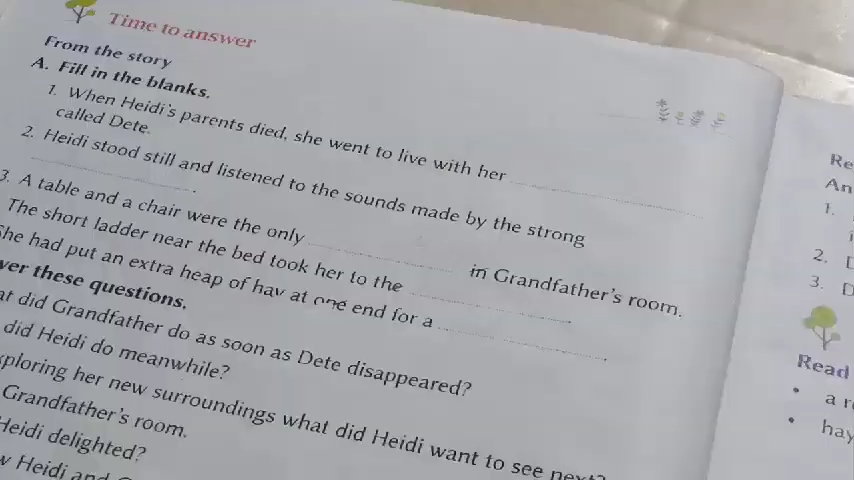 Time to answer
From the story
A. Fill in the blanks.
1. When Heidi's parents died, she went to live with her
called Dete.
2. Heidi stood still and listened to the sounds made by the strong
.
3. A table and a chair were the only in Grandfather's room.
The short ladder near the bed took her to the
She had put an extra heap of hay at one end for a .
these questions.
did Grandfather do as soon as Dete disappeared?
did Heidi do meanwhile?
her new surroundings what did Heidi want to see next?
Grandfather's room.
Heidi delighted?
Heidi and
1.
2.
3.
Read
• a
• hay